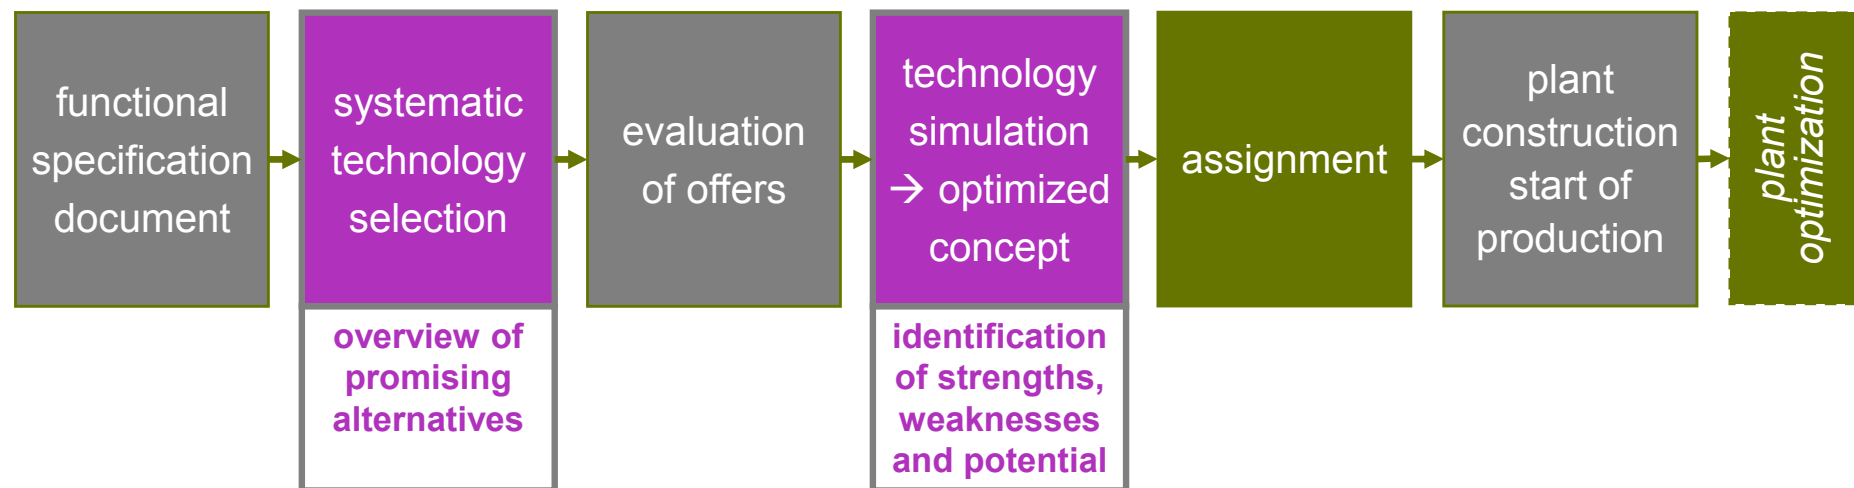 functional
specification
document
systematic
technology
selection
overview of
promising
alternatives
evaluation
of offers
technology
simulation
→ optimized
concept
identification
of strengths,
weaknesses
and potential
assignment
plant
construction
start of
production
plant
optimization